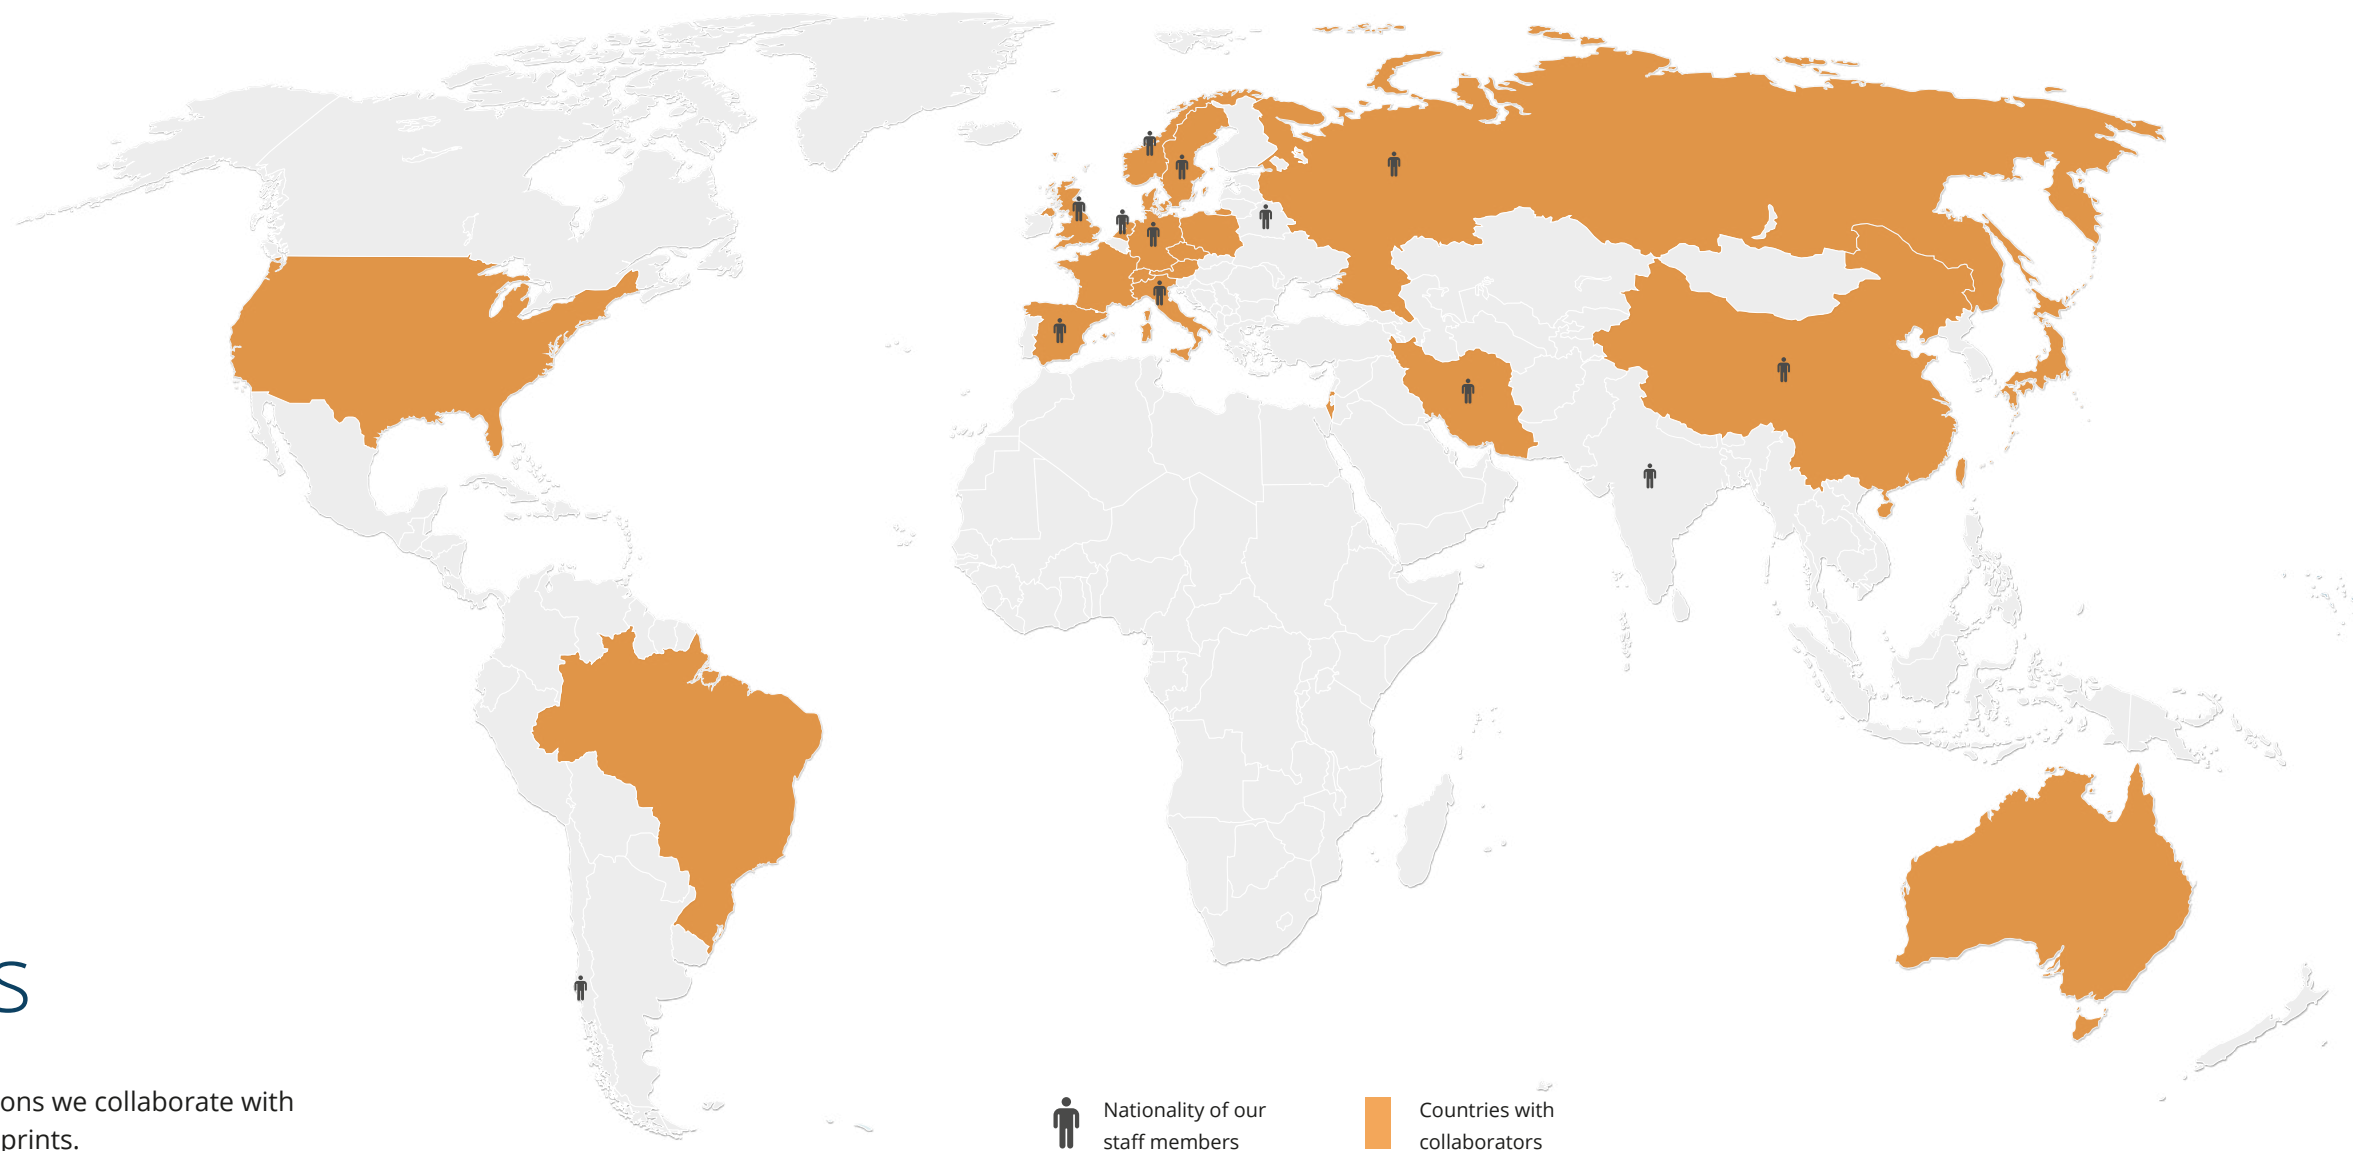 s
ons we collaborate with
prints.
Nationality of our
staff members
Countries with
collaborators